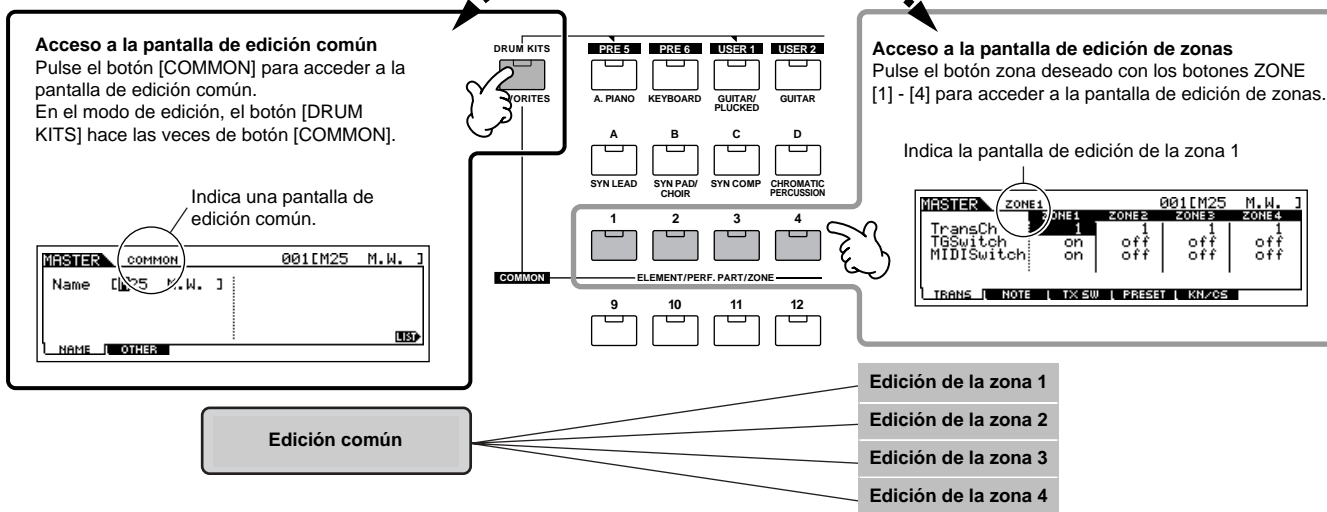 Acceso a la pantalla de edición común
Pulse el botón [COMMON] para acceder a la
pantalla de edición común.
En el modo de edición, el botón [DRUM
KITS] hace las veces de botón [COMMON].
Indica una pantalla de
edición común.
MASTER COMMON 001[M25 M.W. ]
Name [M25 M.W. ]
LIST
NAME OTHER
DRUM KITS PRE 5 PRE 6 USER 1 USER 2
A. PIANO KEYBOARD GUITAR/ GUITAR
PLUCKED
A B C D
SYN LEAD SYN PAD/ SYN COMP CHROMATIC
CHOIR PERCUSSION
1 2 3 4
COMMON ELEMENT/PERF. PART/ZONE
9 10 11 12
Acceso a la pantalla de edición de zonas
Pulse el botón zona deseado con los botones ZONE
[1] - [4] para acceder a la pantalla de edición de zonas.
Indica la pantalla de edición de la zona 1
MASTER ZONE1 001[M25 M.W. ]
ZONE1 ZONE2 ZONE3 ZONE4
TransCh 1 1 1 1
TGSwitch on off off off
MIDISwitch on off off off
TRANS NOTE TX SW PRESET KN/CS
Edición común
Edición de la zona 1
Edición de la zona 2
Edición de la zona 3
Edición de la zona 4